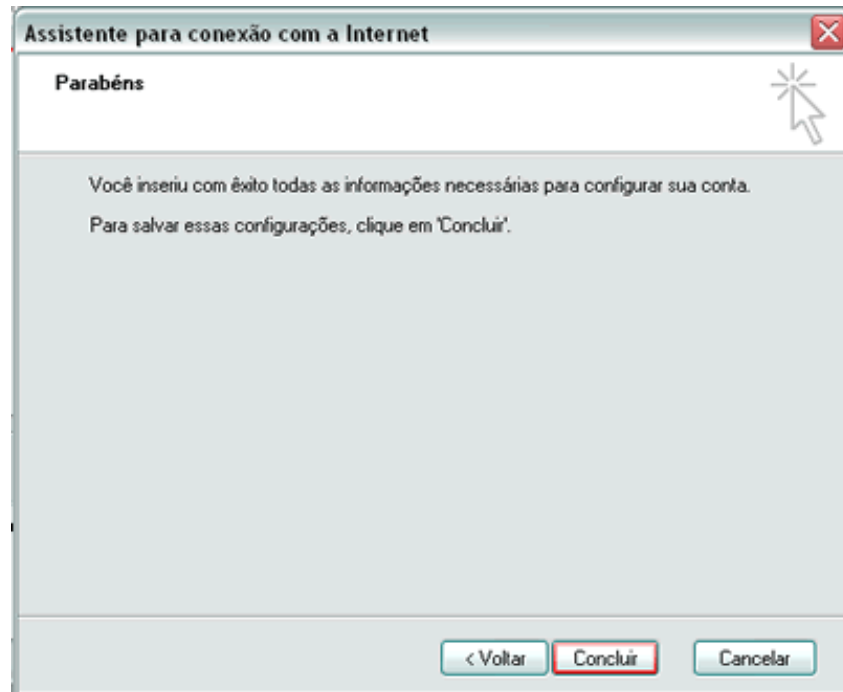 Assistente para conexão com a Internet
Parabéns
Você inseriu com êxito todas as informações necessárias para configurar sua conta.
Para salvar essas configurações, clique em 'Concluir'.
< Voltar
Concluir
Cancelar